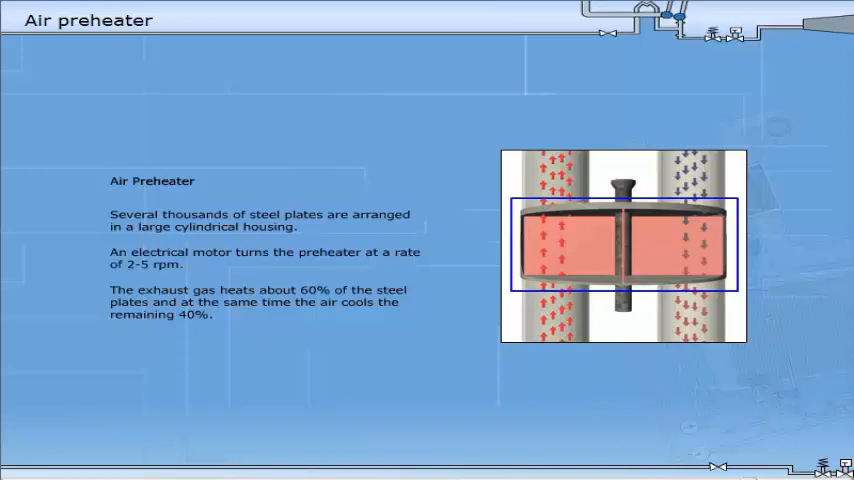 Air preheater
Air Preheater
Several thousands of steel plates are arranged
in a large cylindrical housing.
An electrical motor turns the preheater at a rate
of 2-5 rpm.
The exhaust gas heats about 60% of the steel
plates and at the same time the air cools the
remaining 40%.